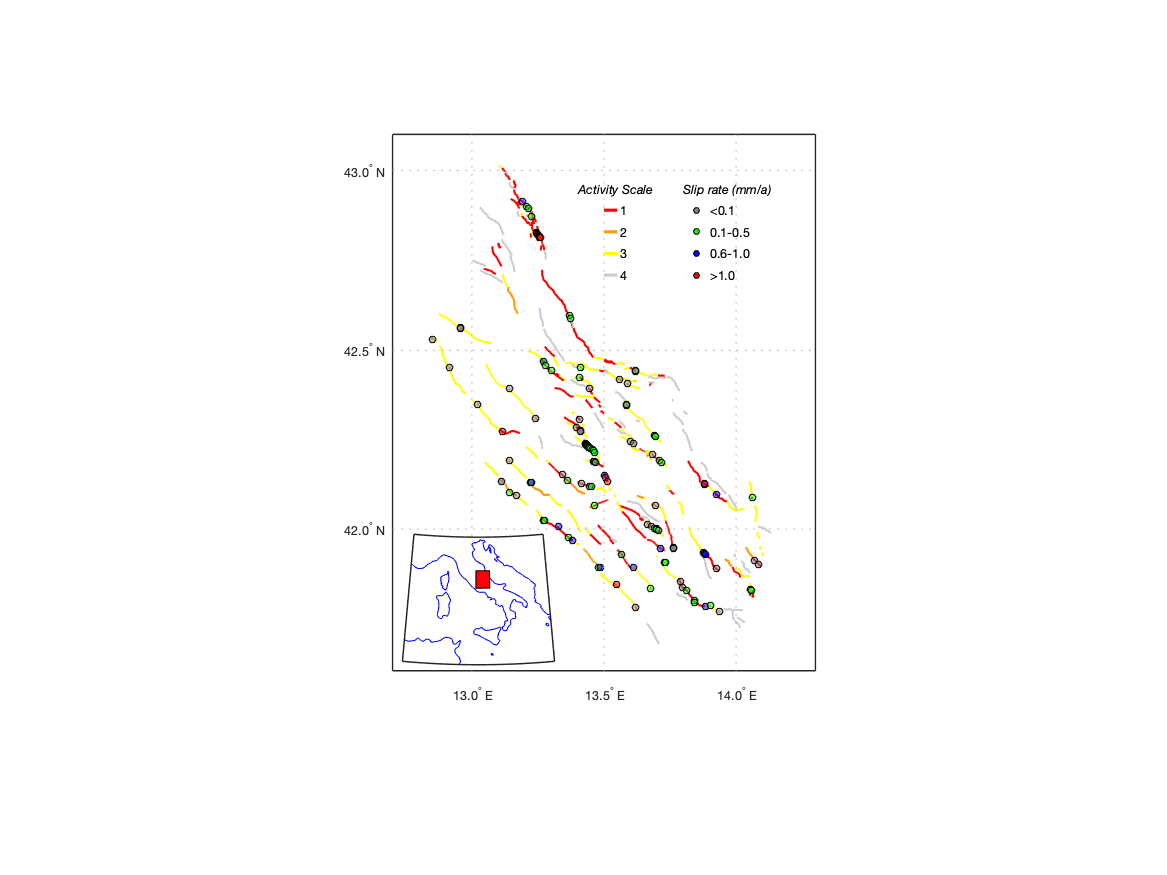 43.0° N
Activity Scale Slip rate (mm/a)
1 <0.1
2 0.1-0.5
3 0.6-1.0
4 >1.0
42.5° N
42.0° N
13.0° E 13.5° E 14.0° E